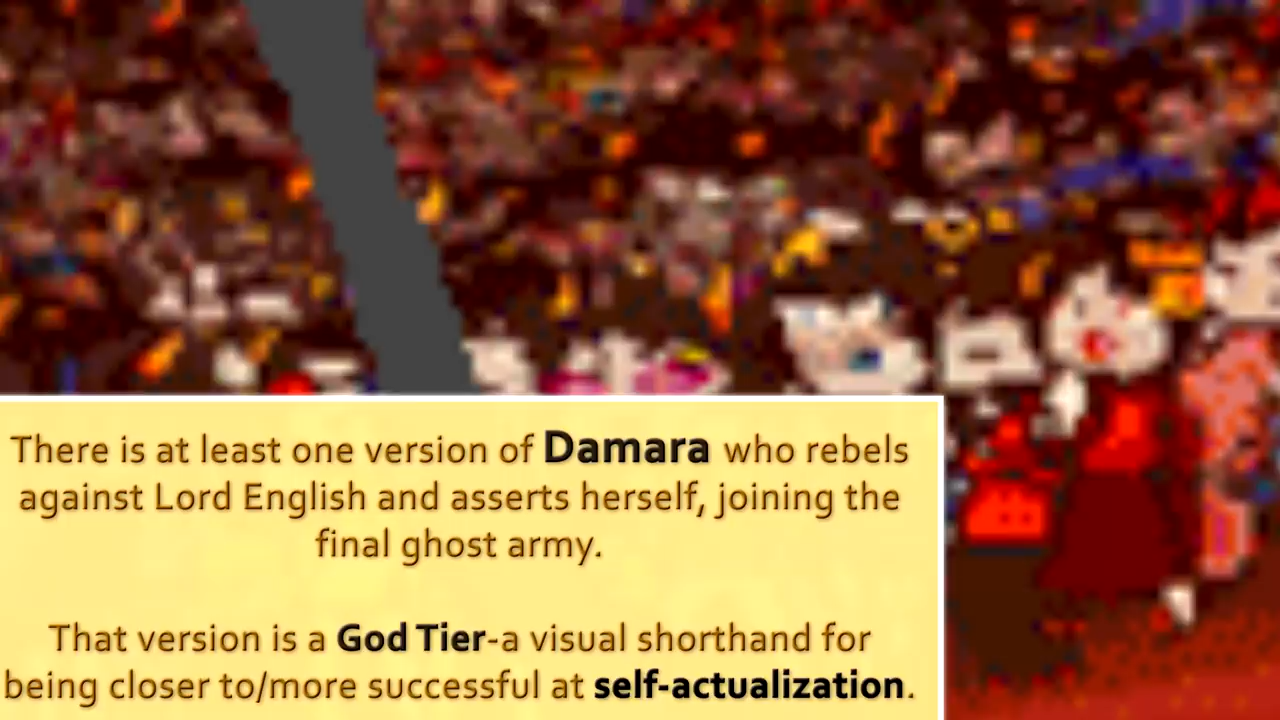 There is at least one version of Damara who rebels
against Lord English and asserts herself, joining the
final ghost army.
That version is a God Tier-a visual shorthand for
being closer to/more successful at self-actualization.